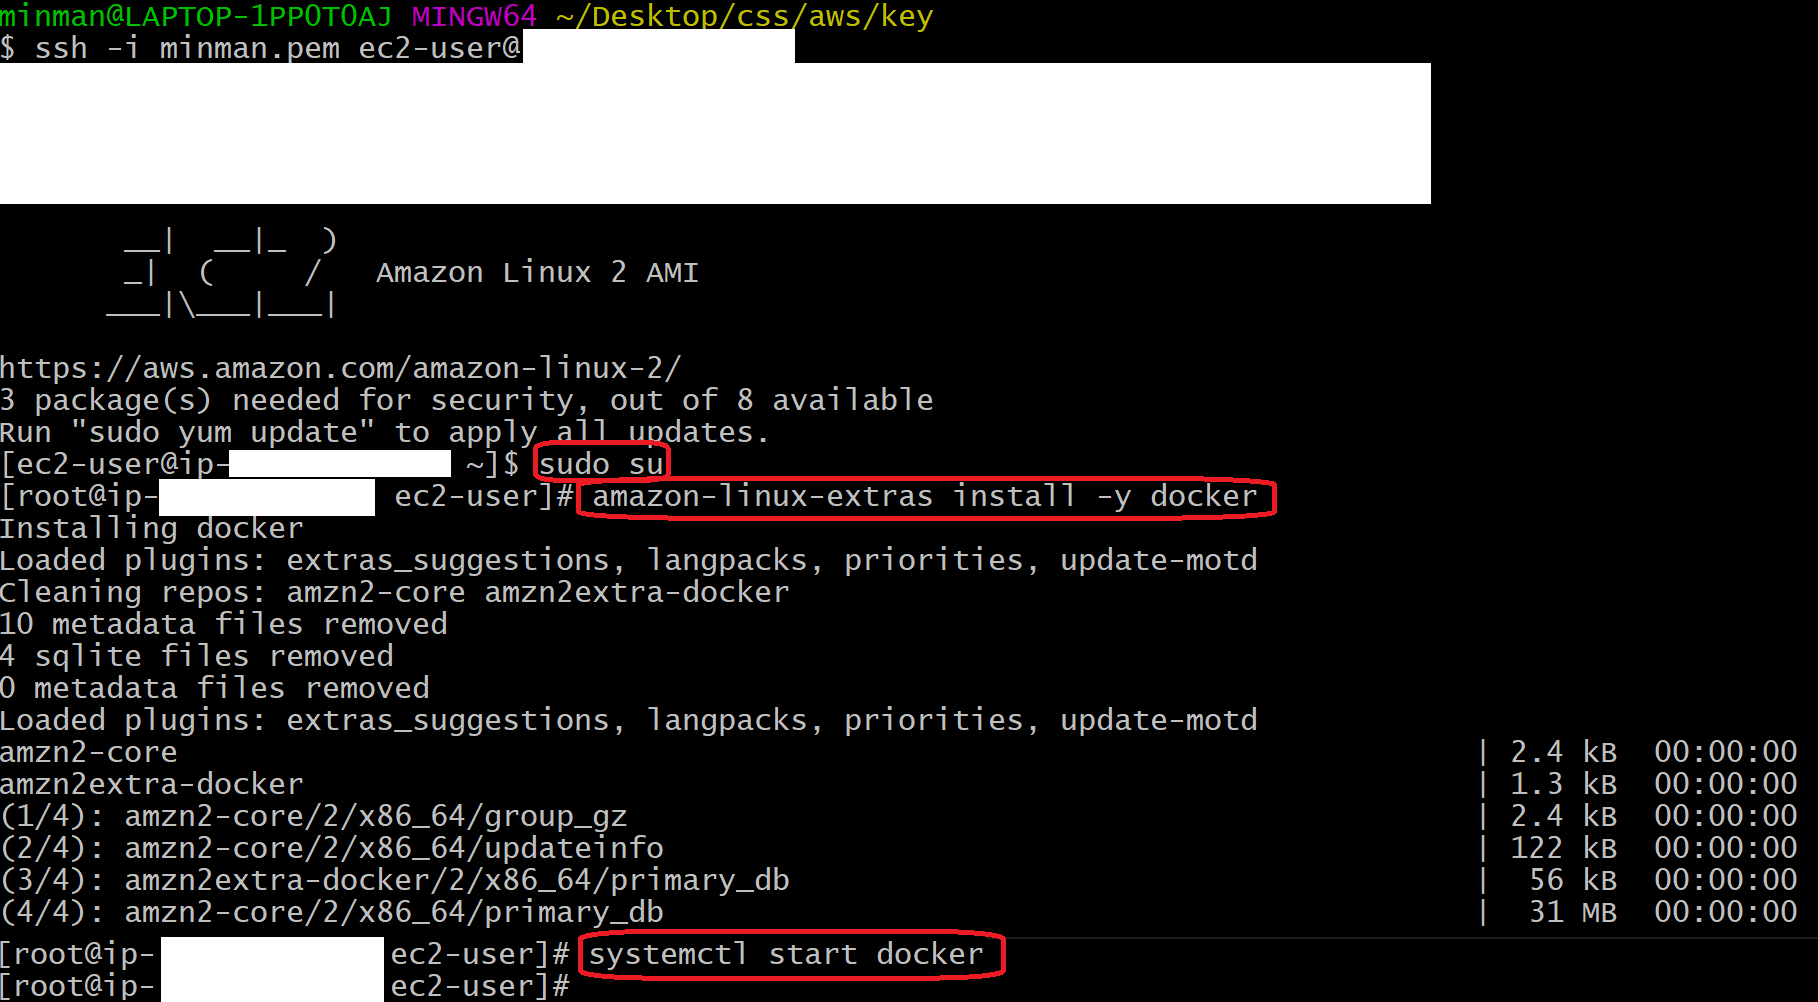 minman@LAPTOP-1PPOTOAJ MINGW64 ~/Desktop/css/aws/key
$ ssh -i minman.pem ec2-user@
__|  __|_  )
_|  (     /   Amazon Linux 2 AMI
___|\___|___|
https://aws.amazon.com/amazon-linux-2/
3 package(s) needed for security, out of 8 available
Run "sudo yum update" to apply all updates.
[ec2-user@ip- ~]$ sudo su
[root@ip- ec2-user]# amazon-linux-extras install -y docker
Installing docker
Loaded plugins: extras_suggestions, langpacks, priorities, update-motd
Cleaning repos: amzn2-core amzn2extra-docker
10 metadata files removed
4 sqlite files removed
0 metadata files removed
Loaded plugins: extras_suggestions, langpacks, priorities, update-motd
amzn2-core | 2.4 kB 00:00:00
amzn2extra-docker | 1.3 kB 00:00:00
(1/4): amzn2-core/2/x86_64/group_gz | 2.4 kB 00:00:00
(2/4): amzn2-core/2/x86_64/updateinfo | 122 kB 00:00:00
(3/4): amzn2extra-docker/2/x86_64/primary_db | 56 kB 00:00:00
(4/4): amzn2-core/2/x86_64/primary_db | 31 MB 00:00:00
[root@ip- ec2-user]# systemctl start docker
[root@ip- ec2-user]#